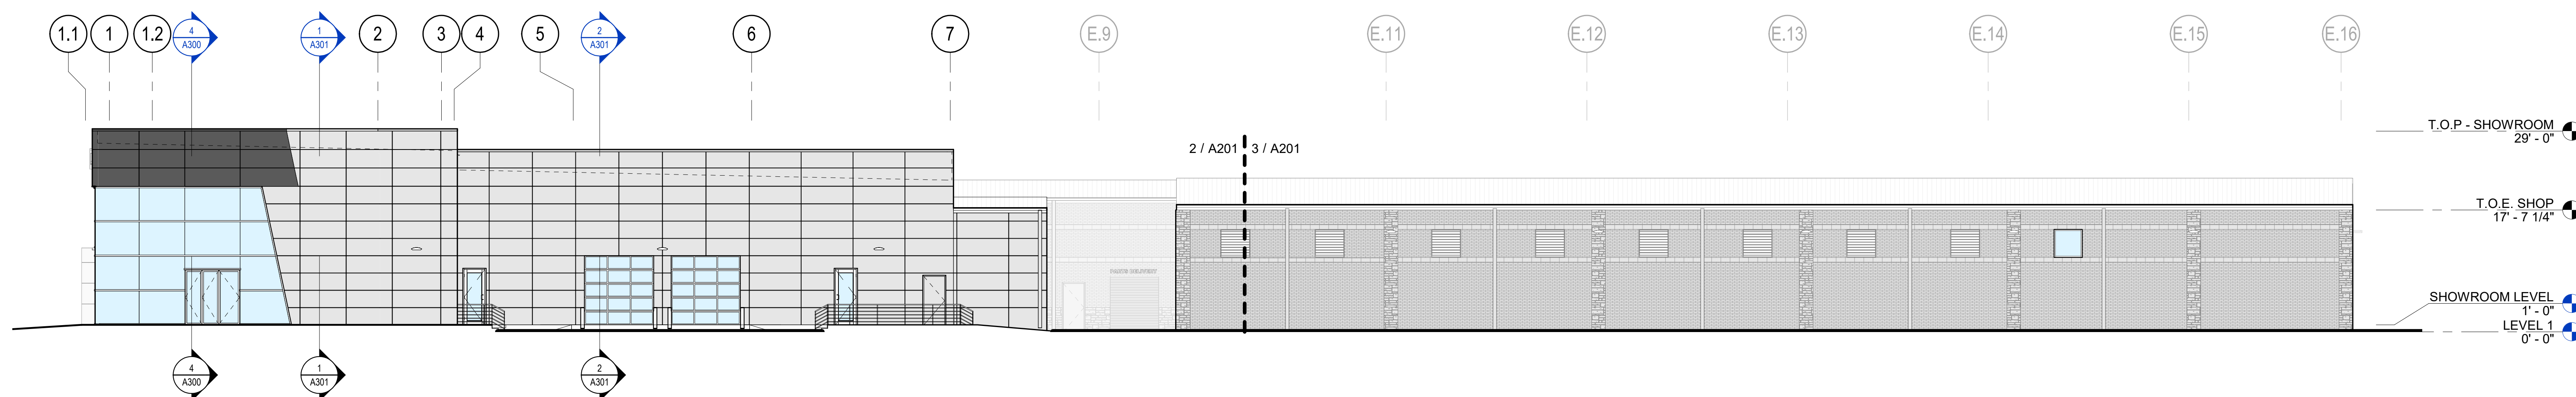 1.1 1 1.2 4 A300 1 A301 2 3 4 5 2 A301 6 7 E.9 E.11 E.12 E.13 E.14 E.15 E.16
T.O.P - SHOWROOM
29' - 0"
2 / A201 3 / A201
T.O.E. SHOP
17' - 7 1/4"
PARTS DELIVERY
SHOWROOM LEVEL
1' - 0"
LEVEL 1
0' - 0"
4 1 2
A300 A301 A301